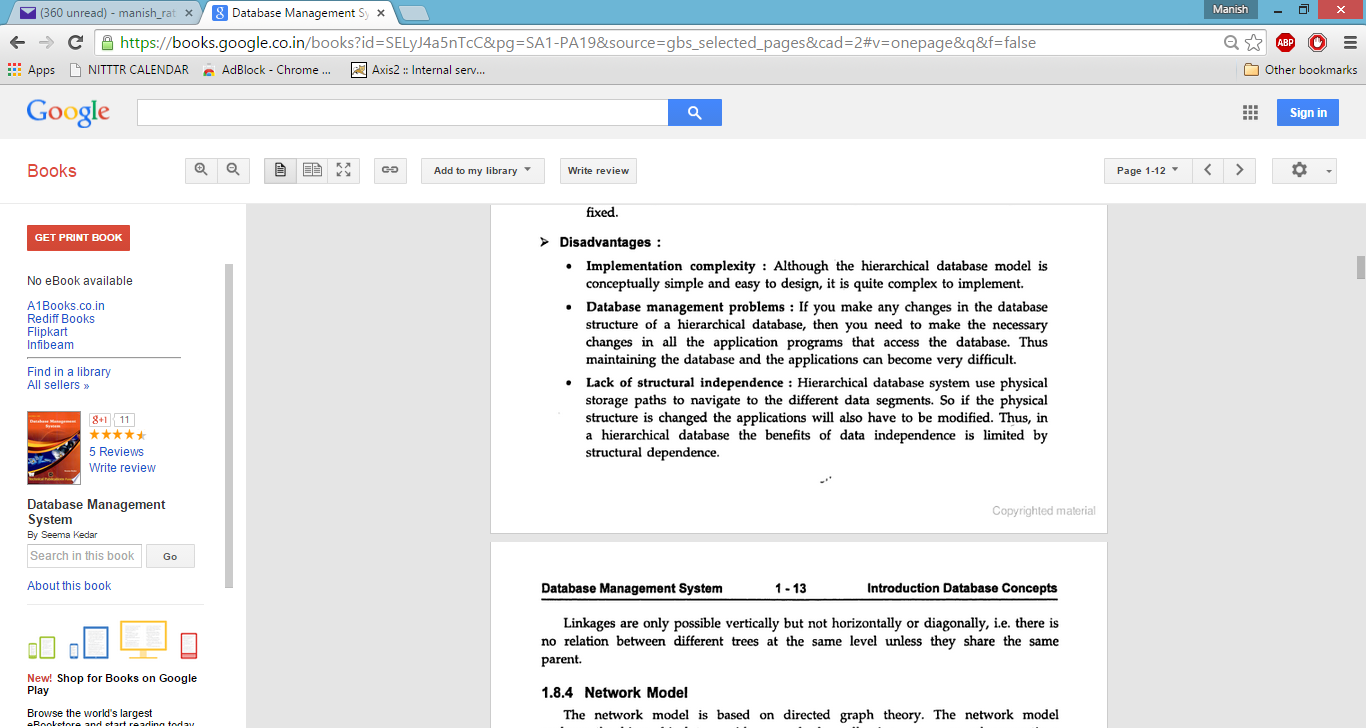 (360 unread) - manish_rat
Database Management Sy
Manish
https://books.google.co.in/books?id=SELyJ4a5nTcC&pg=SA1-PA19&source=gbs_selected_pages&cad=2#v=onepage&q&f=false
ABP
Apps
NITTTR CALENDAR
AdBlock - Chrome ...
Axis2 :: Internal serv...
Other bookmarks
Google
Sign in
Books
Add to my library
Write review
Page 1-12
GET PRINT BOOK
No eBook available
A1Books.co.in
Rediff Books
Flipkart
Infibeam
Find in a library
All sellers »
g+1 11
5 Reviews
Write review
Database Management
System
By Seema Kedar
Search in this book
Go
About this book
New! Shop for Books on Google
Play
Browse the world's largest
eBookstore and start reading today
fixed.
➤ Disadvantages :
• Implementation complexity : Although the hierarchical database model is
conceptually simple and easy to design, it is quite complex to implement.
• Database management problems : If you make any changes in the database
structure of a hierarchical database, then you need to make the necessary
changes in all the application programs that access the database. Thus
maintaining the database and the applications can become very difficult.
• Lack of structural independence : Hierarchical database system use physical
storage paths to navigate to the different data segments. So if the physical
structure is changed the applications will also have to be modified. Thus, in
a hierarchical database the benefits of data independence is limited by
structural dependence.
Copyrighted material
Database Management System 1 - 13 Introduction Database Concepts
Linkages are only possible vertically but not horizontally or diagonally, i.e. there is
no relation between different trees at the same level unless they share the same
parent.
1.8.4 Network Model
The network model is based on directed graph theory. The network model